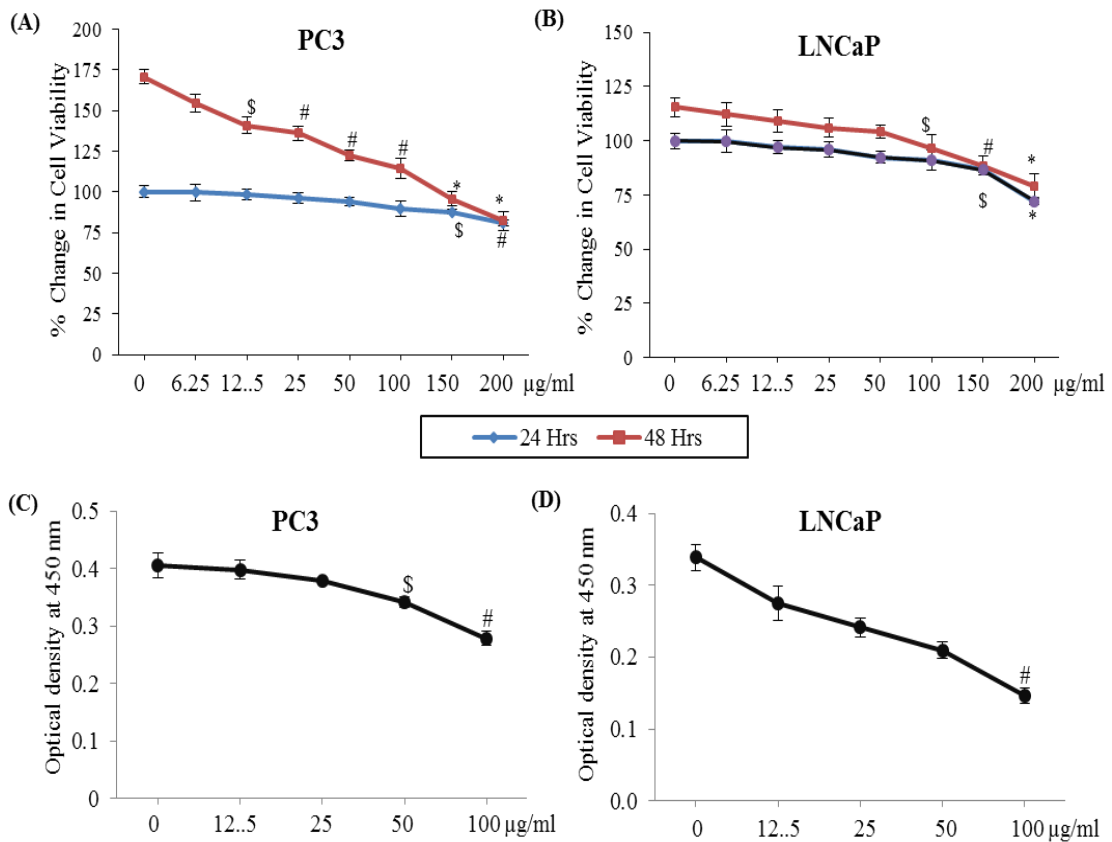 (A)
PC3
% Change in Cell Viability
200
175
150
125
100
75
50
25
0
$
#
#
#
*
*
$
#
0 6.25 12..5 25 50 100 150 200 µg/ml
(B)
LNCaP
% Change in Cell Viability
150
125
100
75
50
25
0
$
#
*
$
*
0 6.25 12..5 25 50 100 150 200 µg/ml
24 Hrs 48 Hrs
(C)
PC3
Optical density at 450 nm
0.5
0.4
0.3
0.2
0.1
0
$
#
0 12..5 25 50 100 µg/ml
(D)
LNCaP
Optical density at 450 nm
0.4
0.3
0.2
0.1
0.0
#
0 12..5 25 50 100 µg/ml